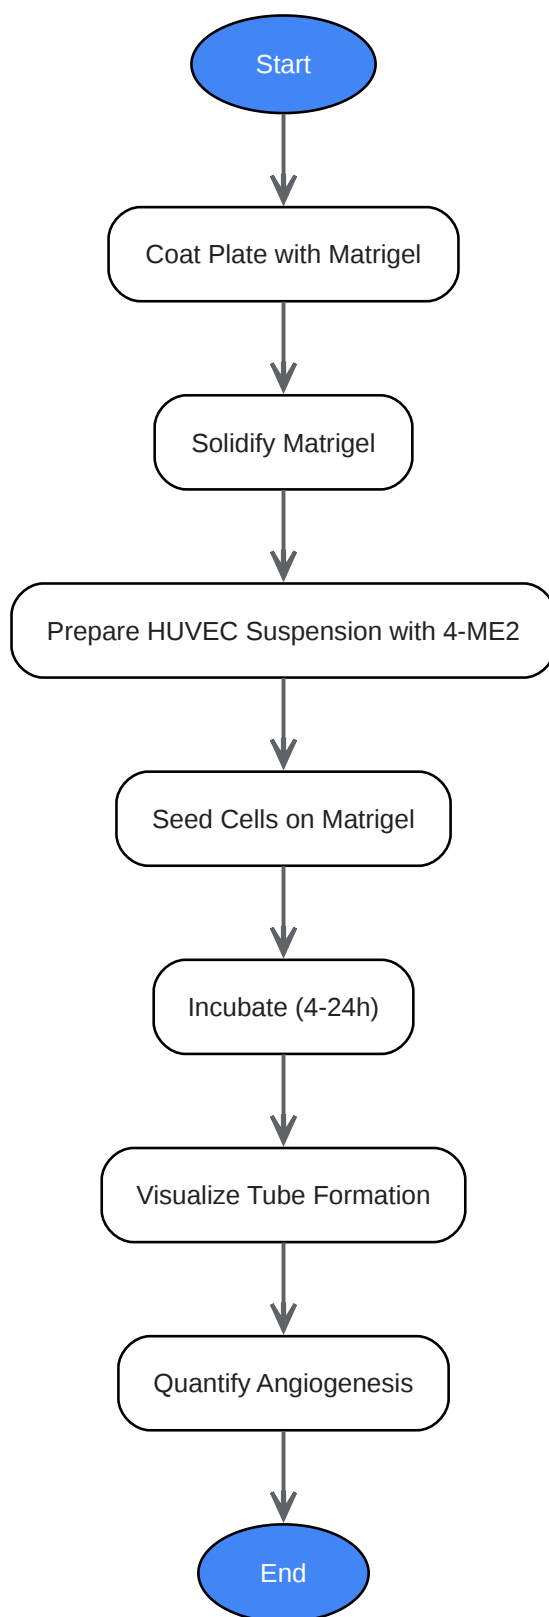 Start
Coat Plate with Matrigel
Solidify Matrigel
Prepare HUVEC Suspension with 4-ME2
Seed Cells on Matrigel
Incubate (4-24h)
Visualize Tube Formation
Quantify Angiogenesis
End